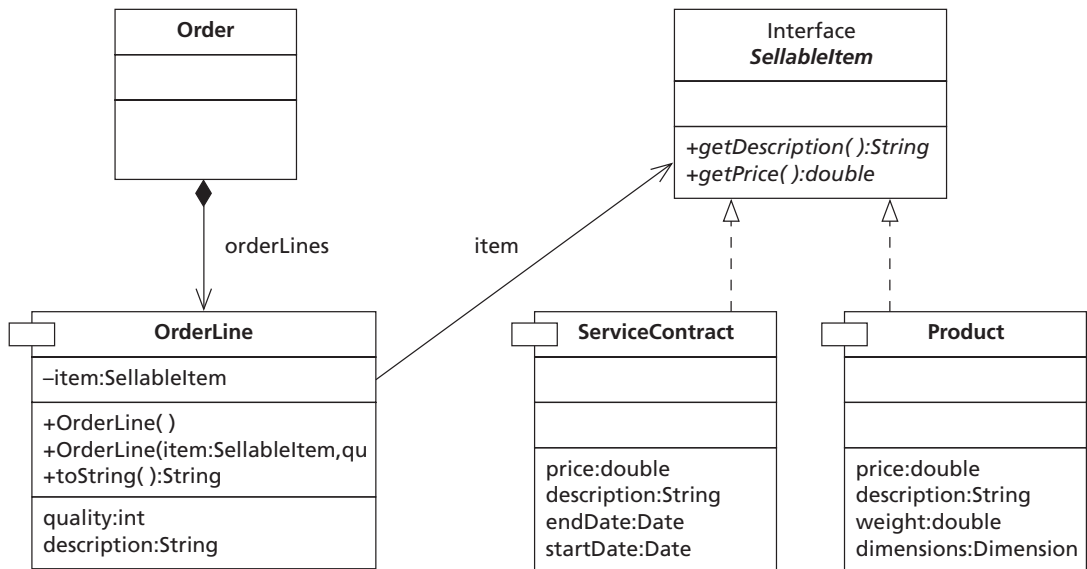 Order
Interface
SellableItem
+getDescription( ):String
+getPrice( ):double
orderLines
item
OrderLine
–item:SellableItem
+OrderLine( )
+OrderLine(item:SellableItem,qu
+toString( ):String
quality:int
description:String
ServiceContract
price:double
description:String
endDate:Date
startDate:Date
Product
price:double
description:String
weight:double
dimensions:Dimension